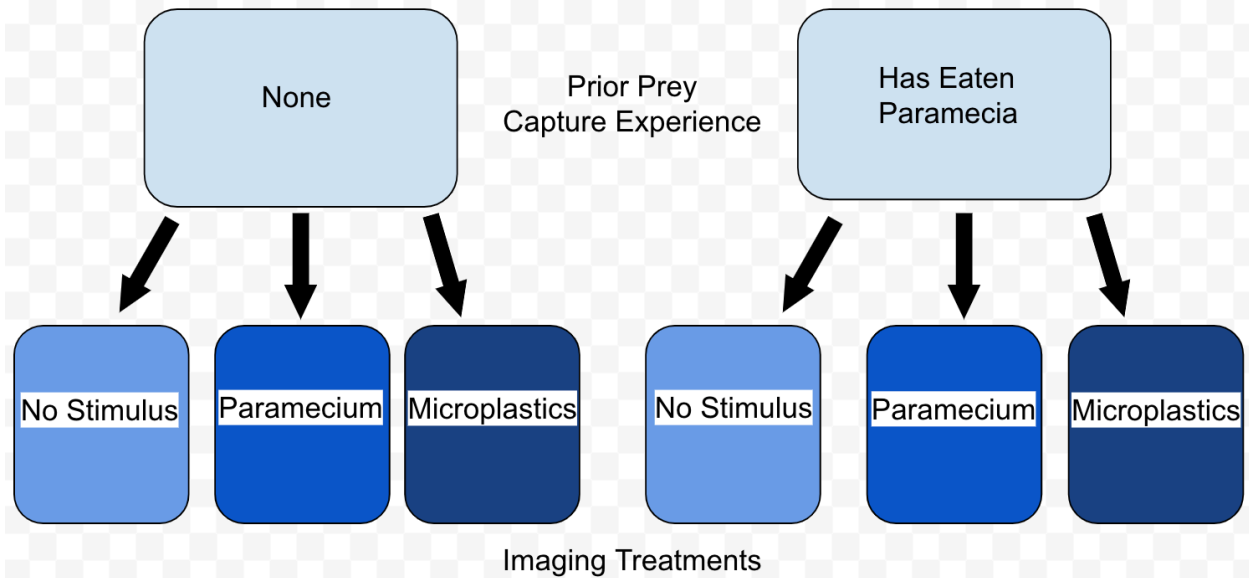 None
Prior Prey
Capture Experience
Has Eaten
Paramecia
No Stimulus
Paramecium
Microplastics
No Stimulus
Paramecium
Microplastics
Imaging Treatments